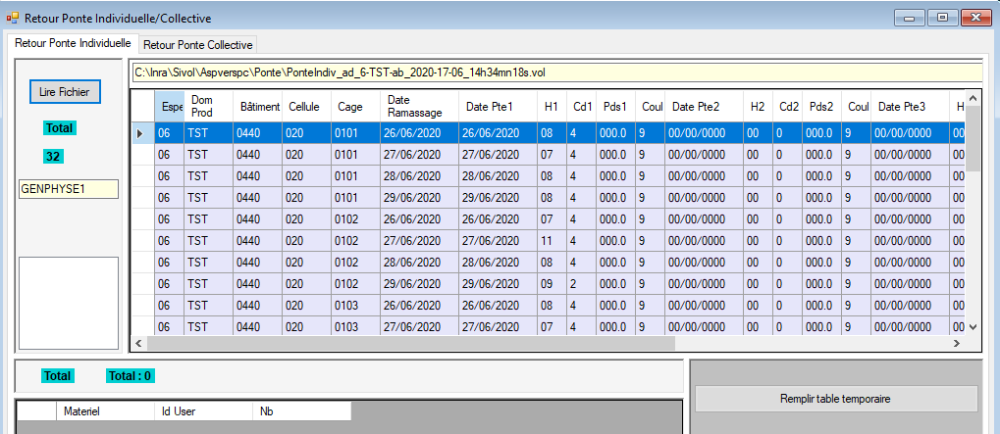 Retour Ponte Individuelle/Collective
Retour Ponte Individuelle Retour Ponte Collective
Lire Fichier
Total
32
GENPHYSE1
C:\Inra\Sivol\Aspverspc\Ponte\PonteIndiv_ad_6-TST-ab_2020-17-06_14h34mn18s.vol
Espe Dom Prod Bâtiment Cellule Cage Date Ramassage Date Pte1 H1 Cd1 Pds1 Coul Date Pte2 H2 Cd2 Pds2 Coul Date Pte3 H
06 TST 0440 020 0101 26/06/2020 26/06/2020 08 4 000.0 9 00/00/0000 00 0 000.0 9 00/00/0000 00
06 TST 0440 020 0101 27/06/2020 27/06/2020 07 4 000.0 9 00/00/0000 00 0 000.0 9 00/00/0000 00
06 TST 0440 020 0101 28/06/2020 28/06/2020 08 4 000.0 9 00/00/0000 00 0 000.0 9 00/00/0000 00
06 TST 0440 020 0101 29/06/2020 29/06/2020 08 4 000.0 9 00/00/0000 00 0 000.0 9 00/00/0000 00
06 TST 0440 020 0102 26/06/2020 26/06/2020 07 4 000.0 9 00/00/0000 00 0 000.0 9 00/00/0000 00
06 TST 0440 020 0102 27/06/2020 27/06/2020 11 4 000.0 9 00/00/0000 00 0 000.0 9 00/00/0000 00
06 TST 0440 020 0102 28/06/2020 28/06/2020 08 4 000.0 9 00/00/0000 00 0 000.0 9 00/00/0000 00
06 TST 0440 020 0102 29/06/2020 29/06/2020 09 2 000.0 9 00/00/0000 00 0 000.0 9 00/00/0000 00
06 TST 0440 020 0103 26/06/2020 26/06/2020 08 4 000.0 9 00/00/0000 00 0 000.0 9 00/00/0000 00
06 TST 0440 020 0103 27/06/2020 27/06/2020 07 4 000.0 9 00/00/0000 00 0 000.0 9 00/00/0000 00
Total Total : 0
Materiel Id User Nb
Remplir table temporaire